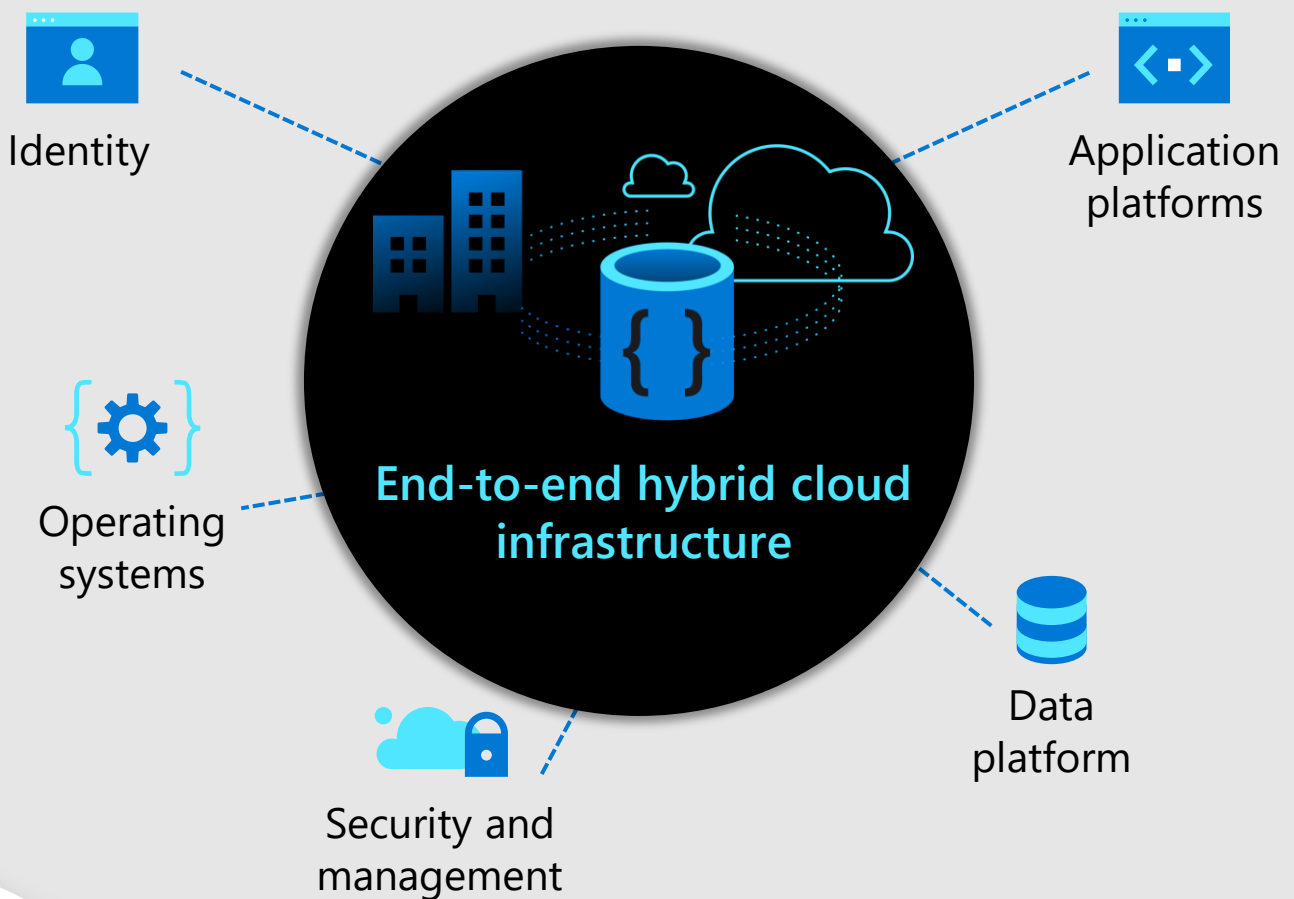 Identity
Application
platforms
{ }
End-to-end hybrid cloud
infrastructure
Operating
systems
Data
platform
Security and
management